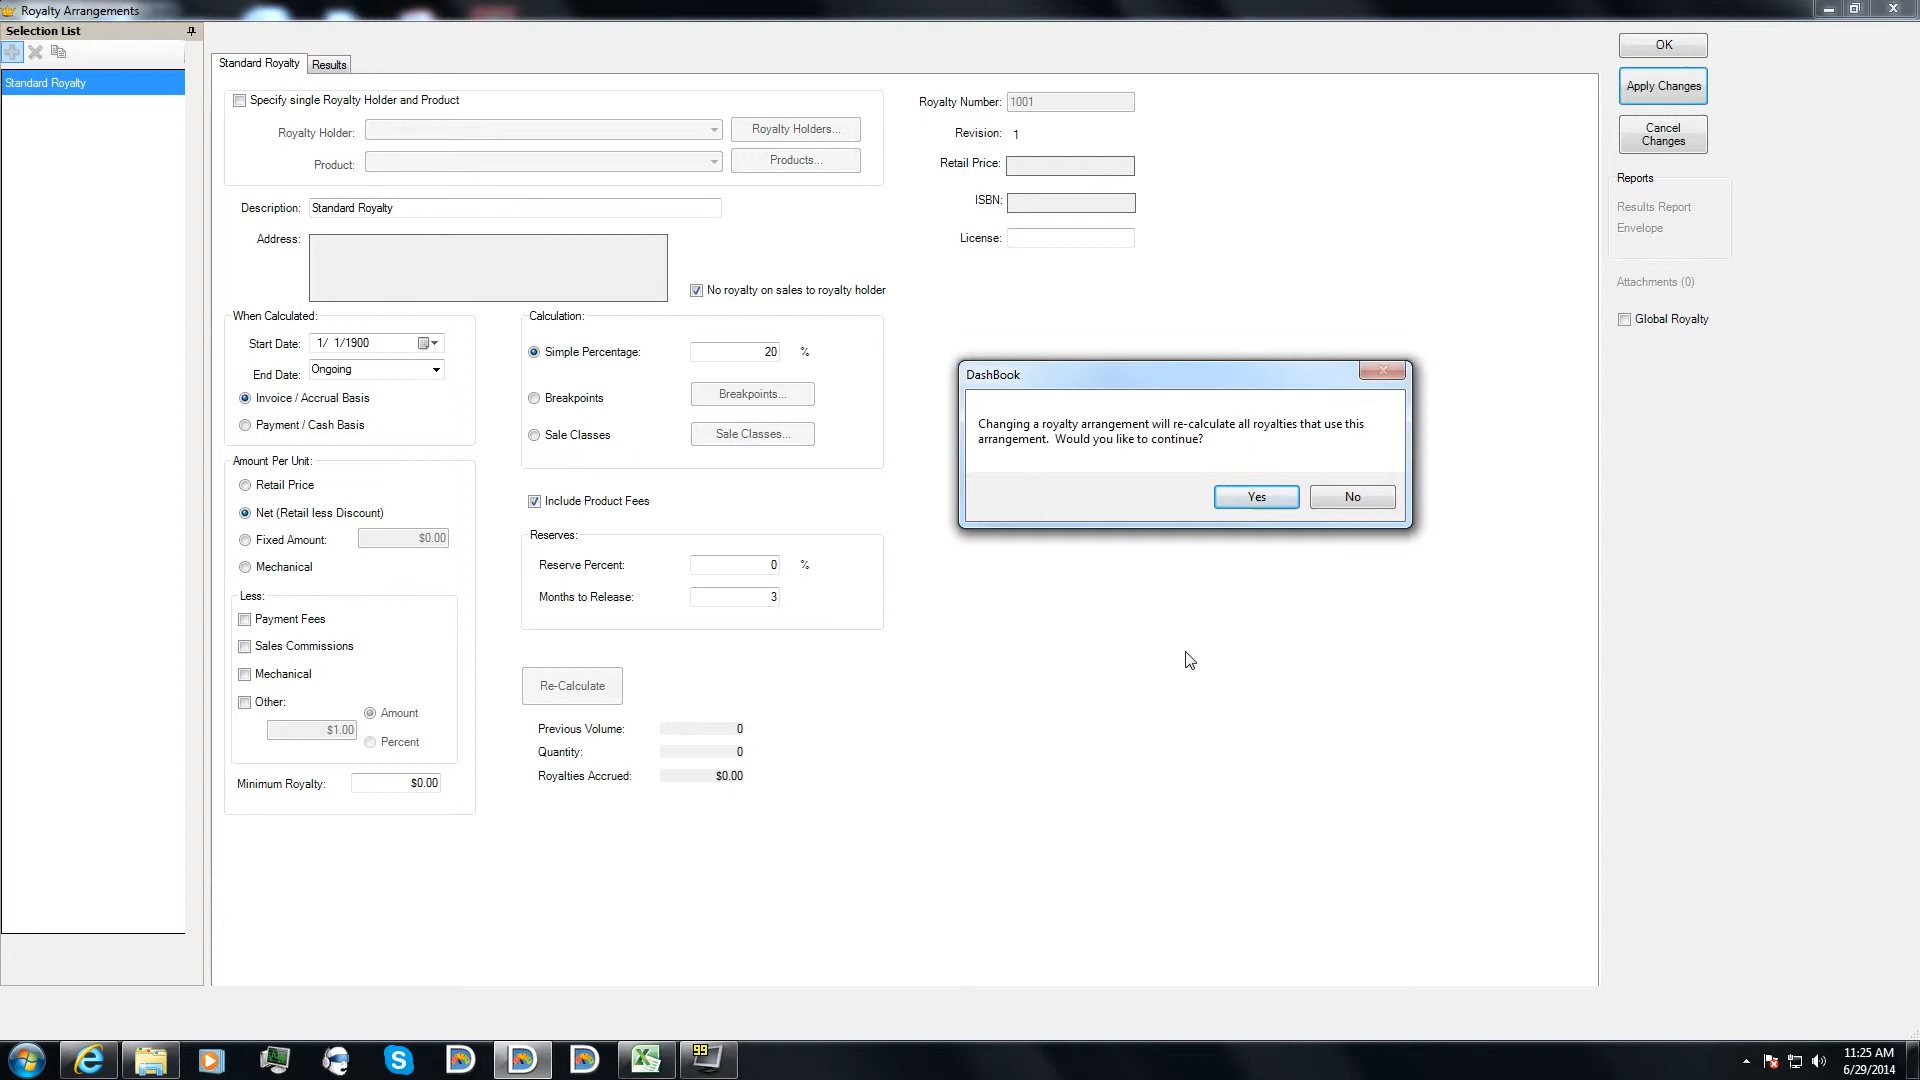 Royalty Arrangements
Selection List
Standard Royalty
Standard Royalty
Results
Specify single Royalty Holder and Product
Royalty Holder:
Royalty Holders...
Product:
Products...
Description:
Standard Royalty
Address:
No royalty on sales to royalty holder
Royalty Number:
1001
Revision:
1
Retail Price:
ISBN:
License:
When Calculated:
Start Date:
1/ 1/1900
End Date:
Ongoing
Invoice / Accrual Basis
Payment / Cash Basis
Calculation:
Simple Percentage:
20
%
Breakpoints
Breakpoints...
Sale Classes
Sale Classes...
Amount Per Unit:
Retail Price
Net (Retail less Discount)
Fixed Amount:
$0.00
Mechanical
Less:
Payment Fees
Sales Commissions
Mechanical
Other:
$1.00
Amount
Percent
Minimum Royalty:
$0.00
Include Product Fees
Reserves:
Reserve Percent:
0
%
Months to Release:
3
Re-Calculate
Previous Volume:
0
Quantity:
0
Royalties Accrued:
$0.00
DashBook
Changing a royalty arrangement will re-calculate all royalties that use this
arrangement. Would you like to continue?
Yes
No
OK
Apply Changes
Cancel
Changes
Reports
Results Report
Envelope
Attachments (0)
Global Royalty
99
11:25 AM
6/29/2014